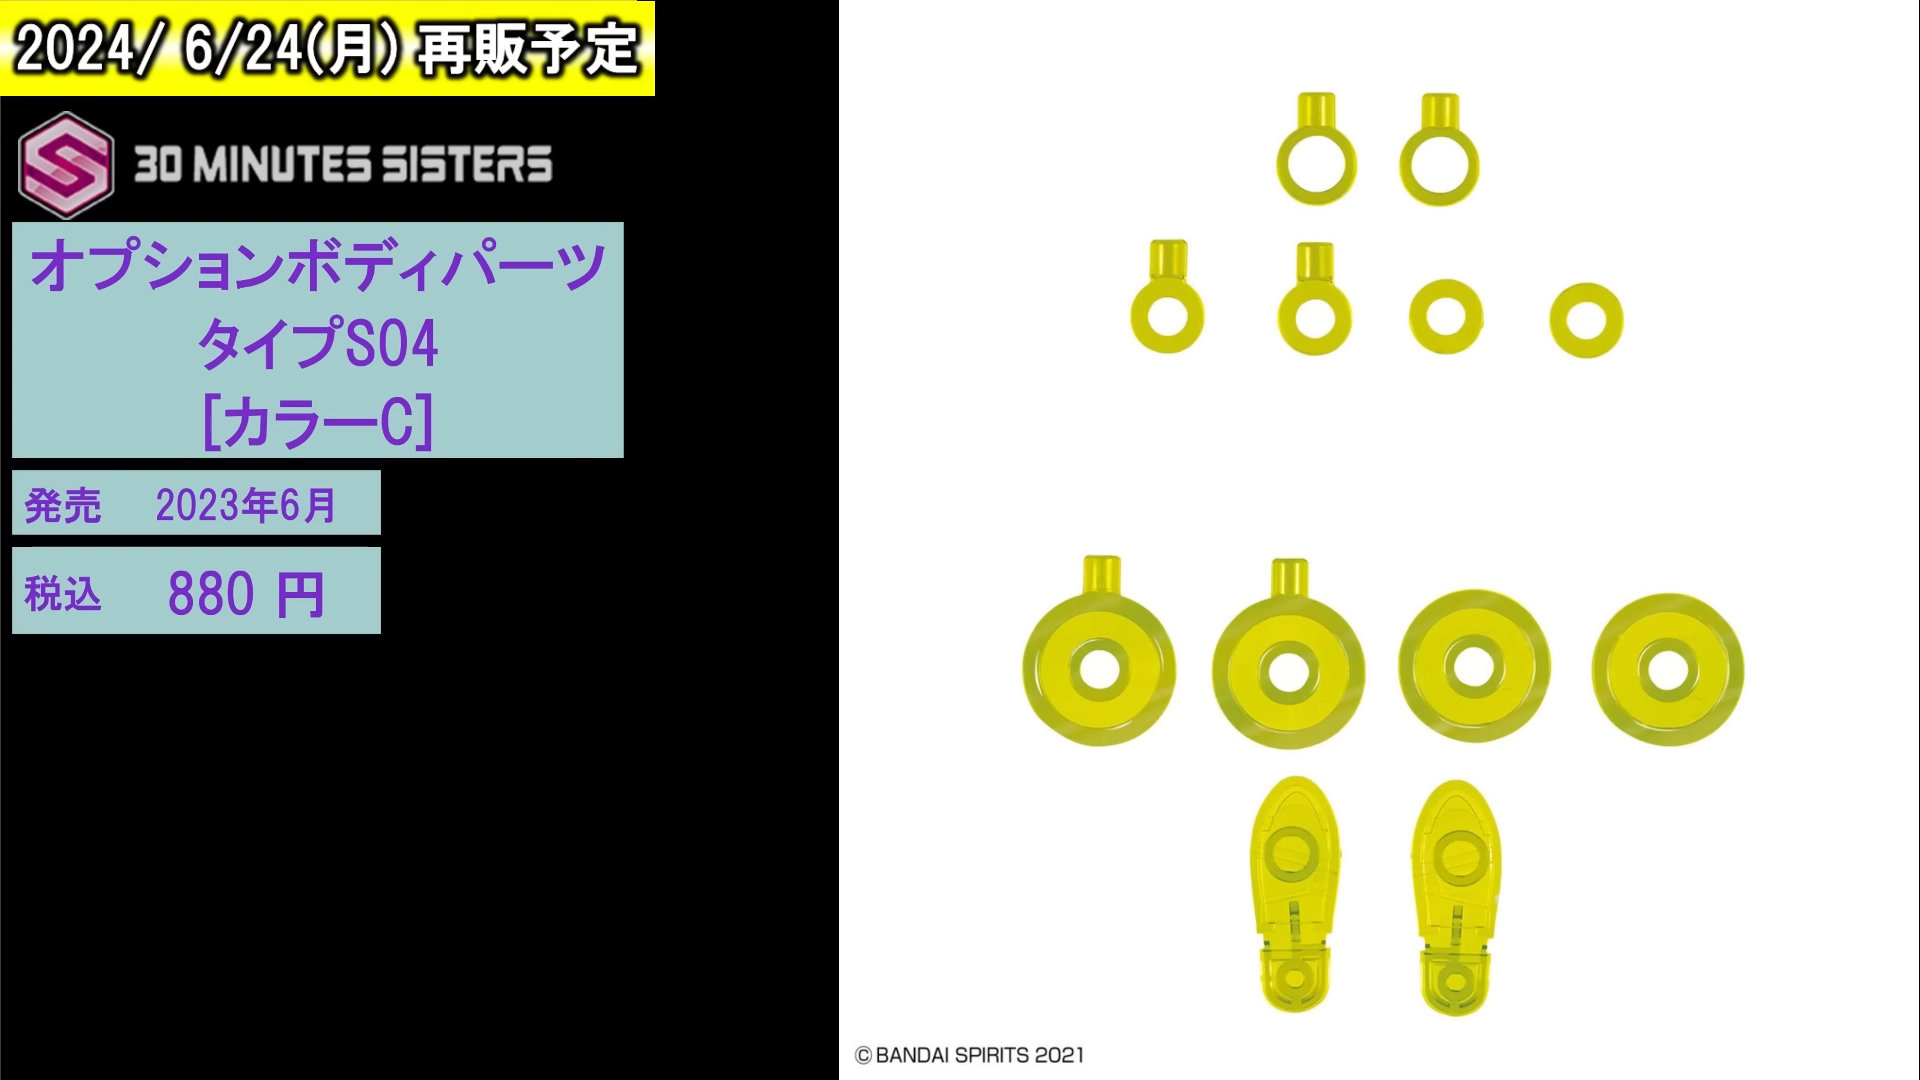 2024/ 6/24(月) 再販予定
30 MINUTES SISTERS
オプションボディパーツ
タイプS04
[カラーC]
発売 2023年6月
税込 880 円
©BANDAI SPIRITS 2021